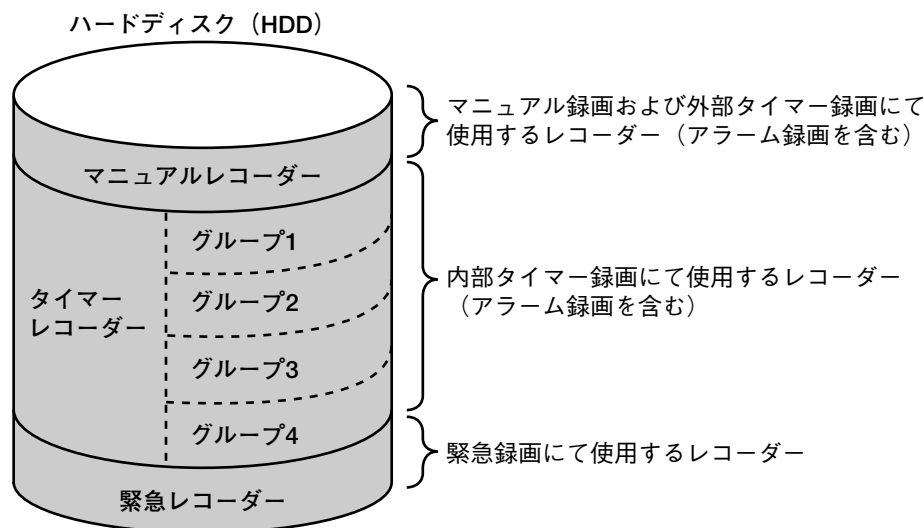 ハードディスク（HDD）
マニュアル録画および外部タイマー録画にて
使用するレコーダー（アラーム録画を含む）
マニュアルレコーダー
グループ1
内部タイマー録画にて使用するレコーダー
（アラーム録画を含む）
タイマー
レコーダー
グループ2
グループ3
グループ4
緊急録画にて使用するレコーダー
緊急レコーダー